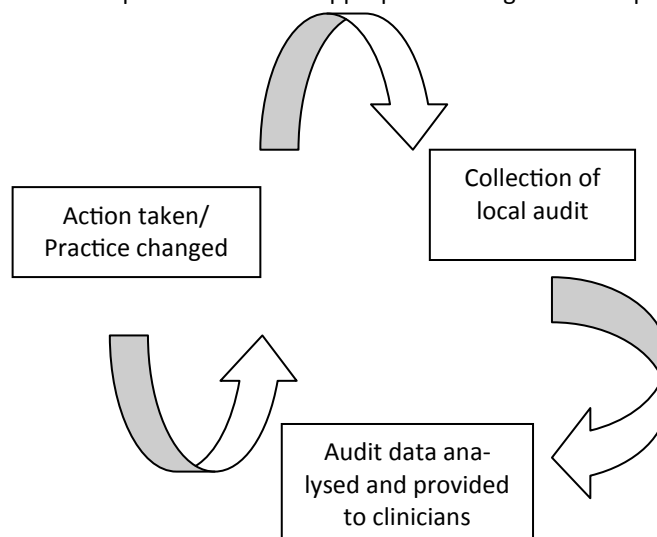 Collection of
local audit
Action taken/
Practice changed
Audit data ana-
lysed and provided
to clinicians